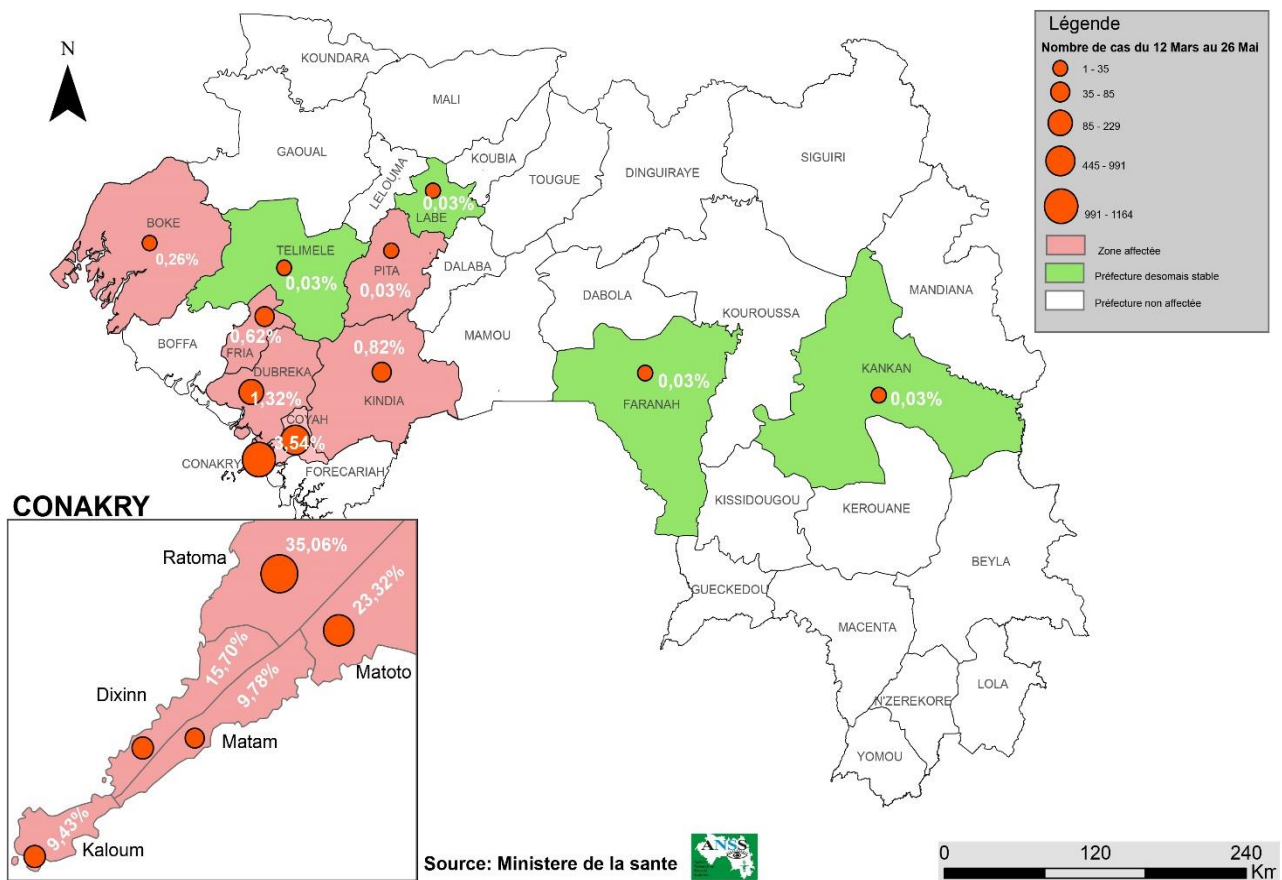 N
KOUNDARA
MALI
GAOUAL
KOUBIA
LELOUMA
TOUGUE
DINGUIRAYE
SIGUIRI
BOKE
0,26%
LABE
0,03%
TELIMELE
0,03%
PITA
0,03%
DALABA
DABOLA
KOUROUSSA
MANDIANA
BOFFA
0,62%
FRIA
MAMOU
0,82%
KINDIA
DUBREKA
1,32%
COYAH
3,54%
CONAKRY
FORECARIAH
0,03%
FARANAH
KANKAN
0,03%
KISSIDOUGOU
KEROUANE
BEYLA
GUECKEDOU
MACENTA
LOLA
N'ZEREKORE
YOMOU
Légende
Nombre de cas du 12 Mars au 26 Mai
1 - 35
35 - 85
85 - 229
445 - 991
991 - 1164
Zone affectée
Préfecture desomais stable
Préfecture non affectée
CONAKRY
Ratoma
35,06%
23,32%
Matoto
15,70%
Dixinn
9,78%
Matam
9,43%
Kaloum
Source: Ministere de la sante
ANSS
0 120 240
Km